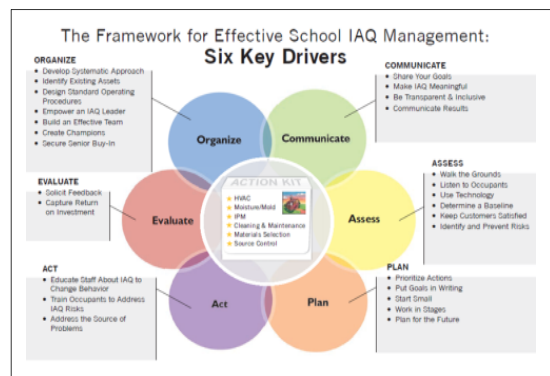 The Framework for Effective School IAQ Management:
Six Key Drivers
ORGANIZE
• Develop Systematic Approach
• Identify Existing Assets
• Design Standard Operating
Procedures
• Empower an IAQ Leader
• Build an Effective Team
• Create Champions
• Secure Senior Buy-In
COMMUNICATE
• Share Your Goals
• Make IAQ Meaningful
• Be Transparent & Inclusive
• Communicate Results
Organize
Communicate
EVALUATE
• Solicit Feedback
• Capture Return
on Investment
ASSESS
• Walk the Grounds
• Listen to Occupants
• Use Technology
• Determine a Baseline
• Keep Customers Satisfied
• Identify and Prevent Risks
Evaluate
ACTION KIT
HVAC
Moisture/Mold
IPM
Cleaning & Maintenance
Materials Selection
Source Control
Assess
ACT
• Educate Staff About IAQ to
Change Behavior
• Train Occupants to Address
IAQ Risks
• Address the Source of
Problems
PLAN
• Prioritize Actions
• Put Goals in Writing
• Start Small
• Work in Stages
• Plan for the Future
Act
Plan